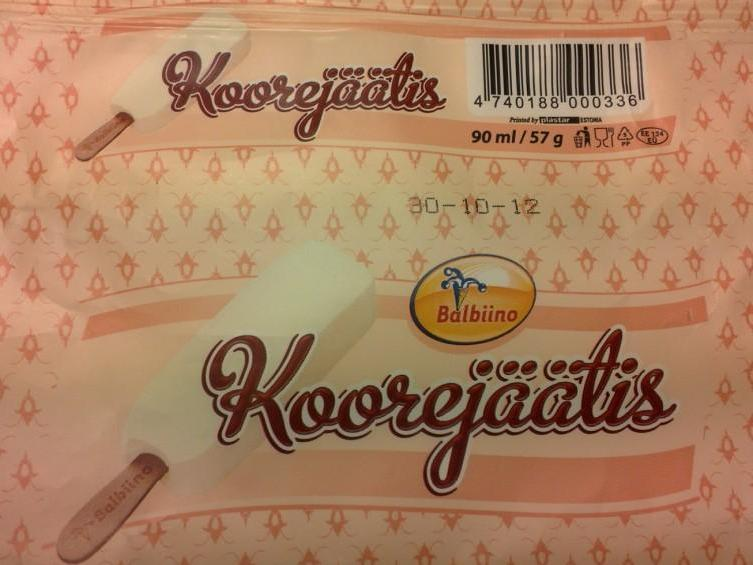 Koorejäätis
4 740188 000336
Printed by plastar ESTONIA
90 ml / 57 g
5
PP
EE 124
EU
30-10-12
Balbiino
Koorejäätis
Balbiino